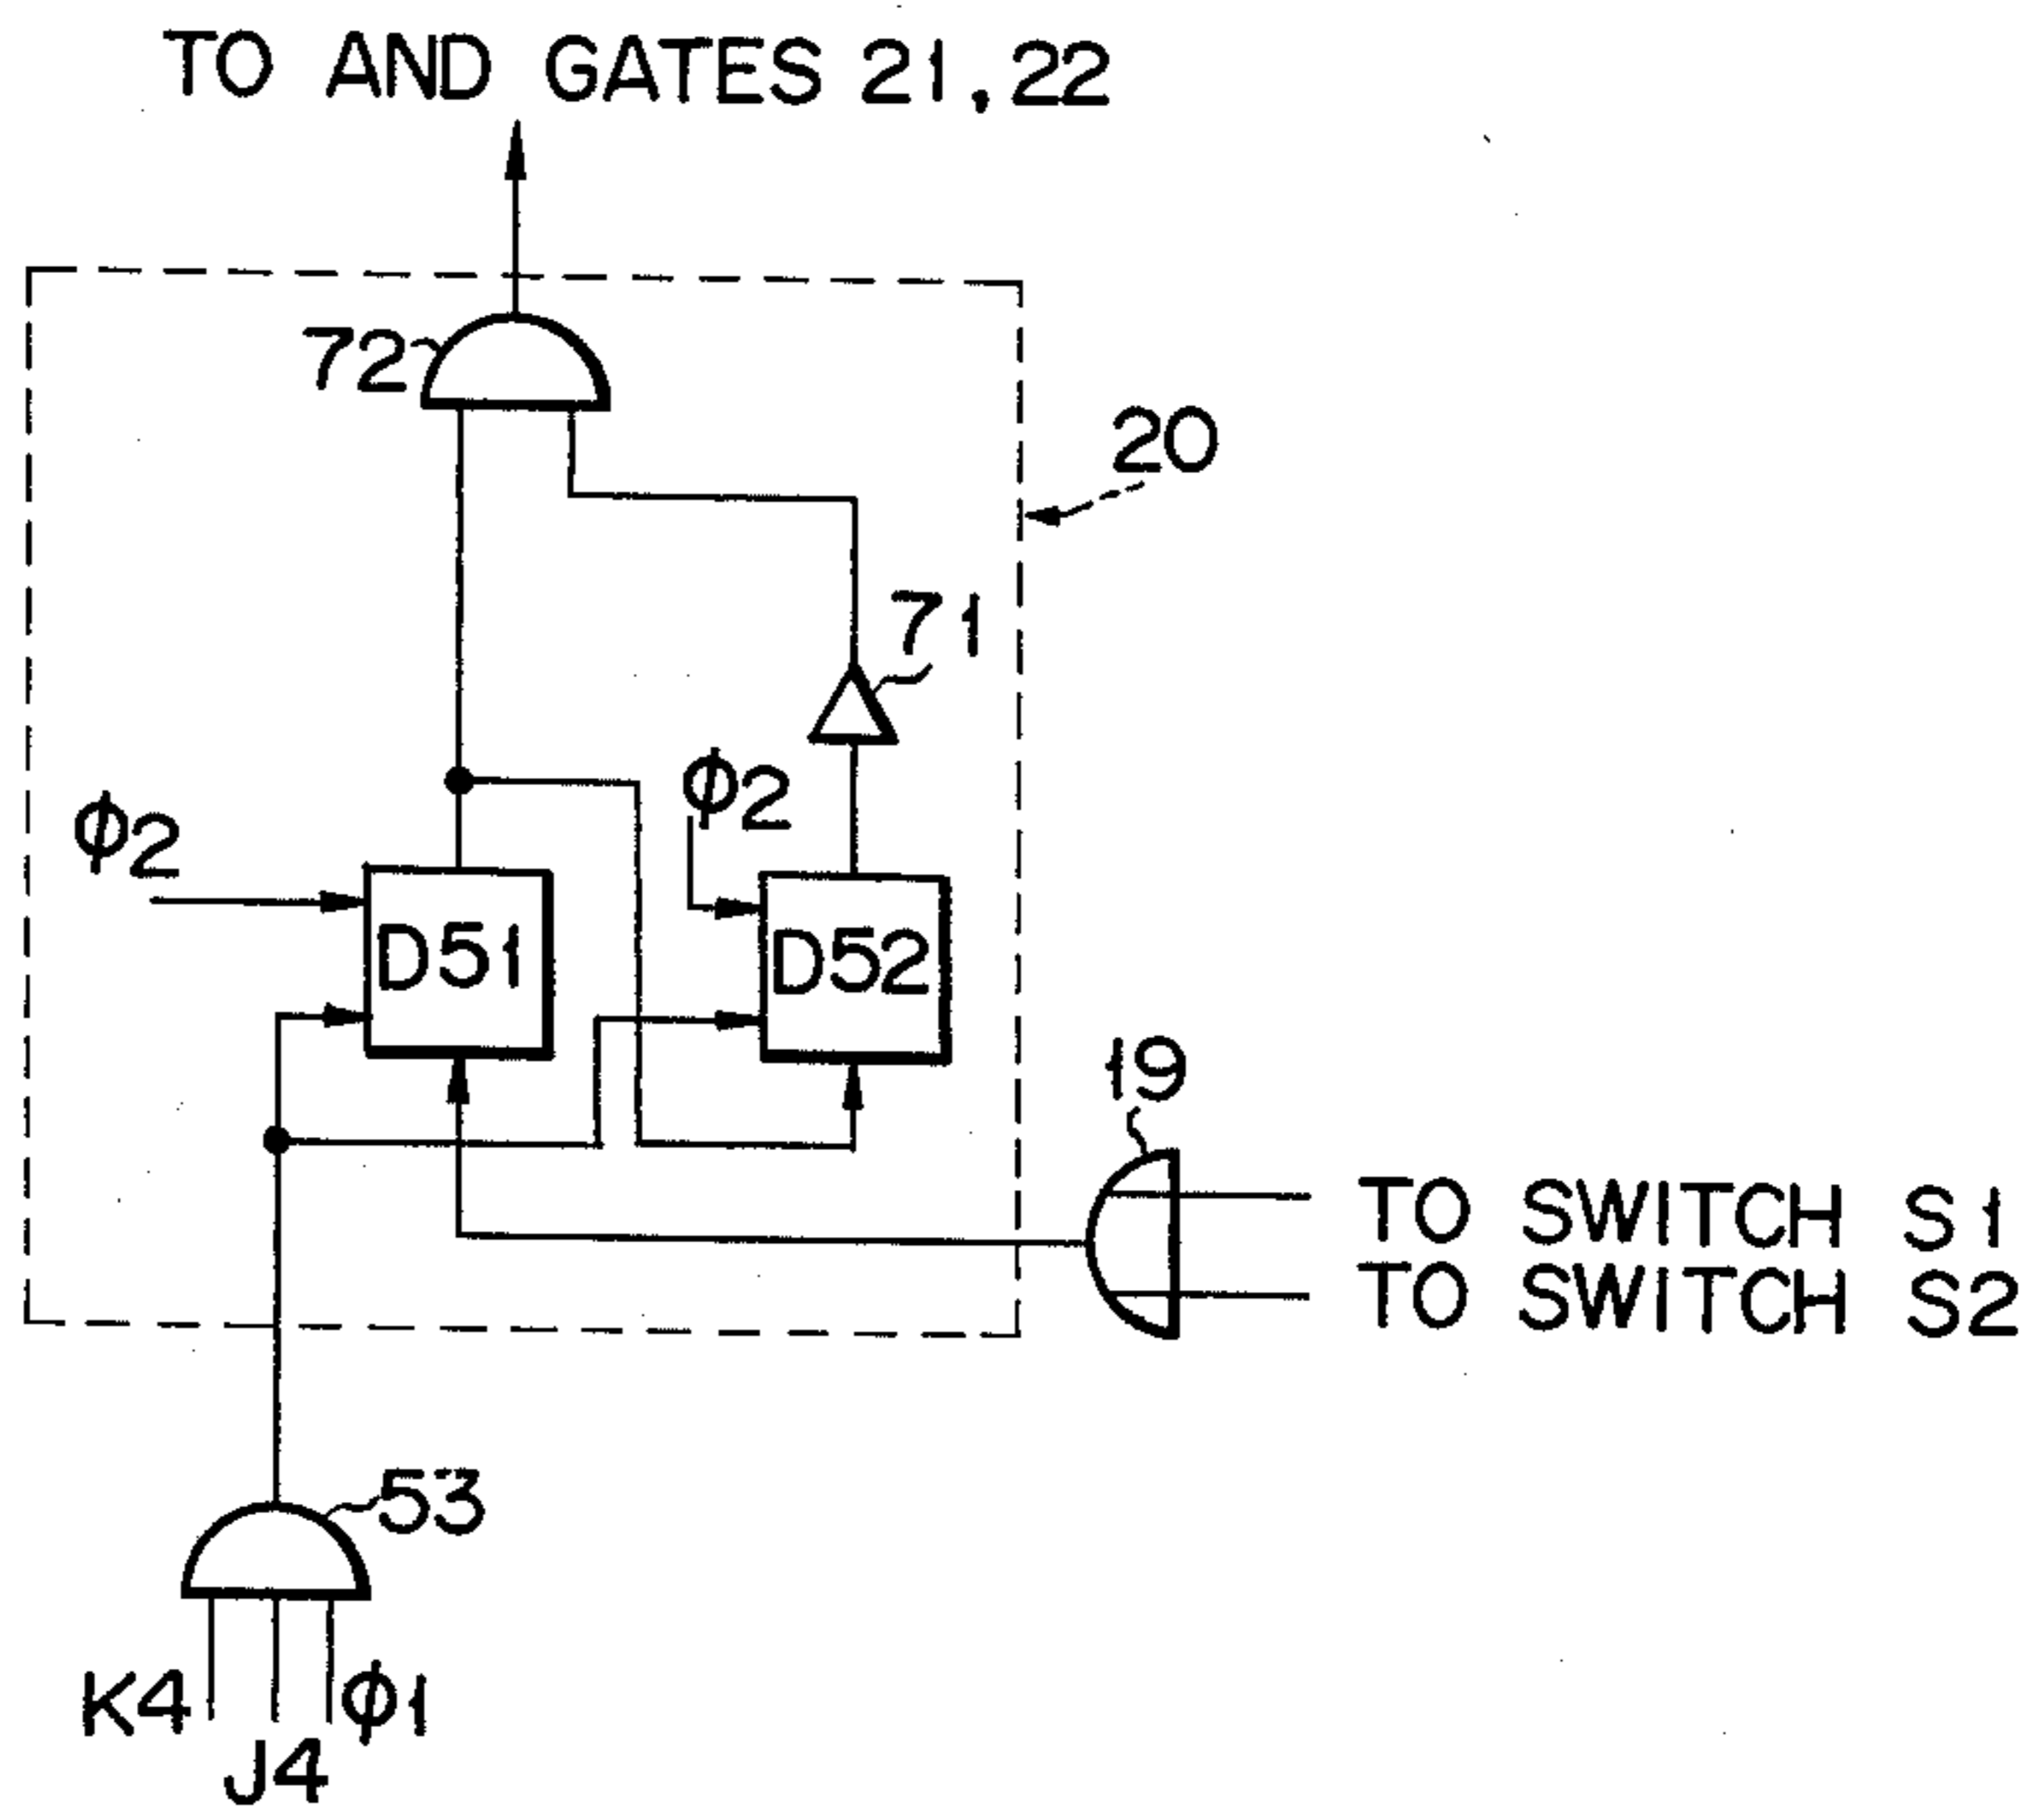 TO AND GATES 21, 22
72
20
71
ϕ2
ϕ2
D51
D52
19
TO SWITCH S1
TO SWITCH S2
53
K4
ϕ1
J4